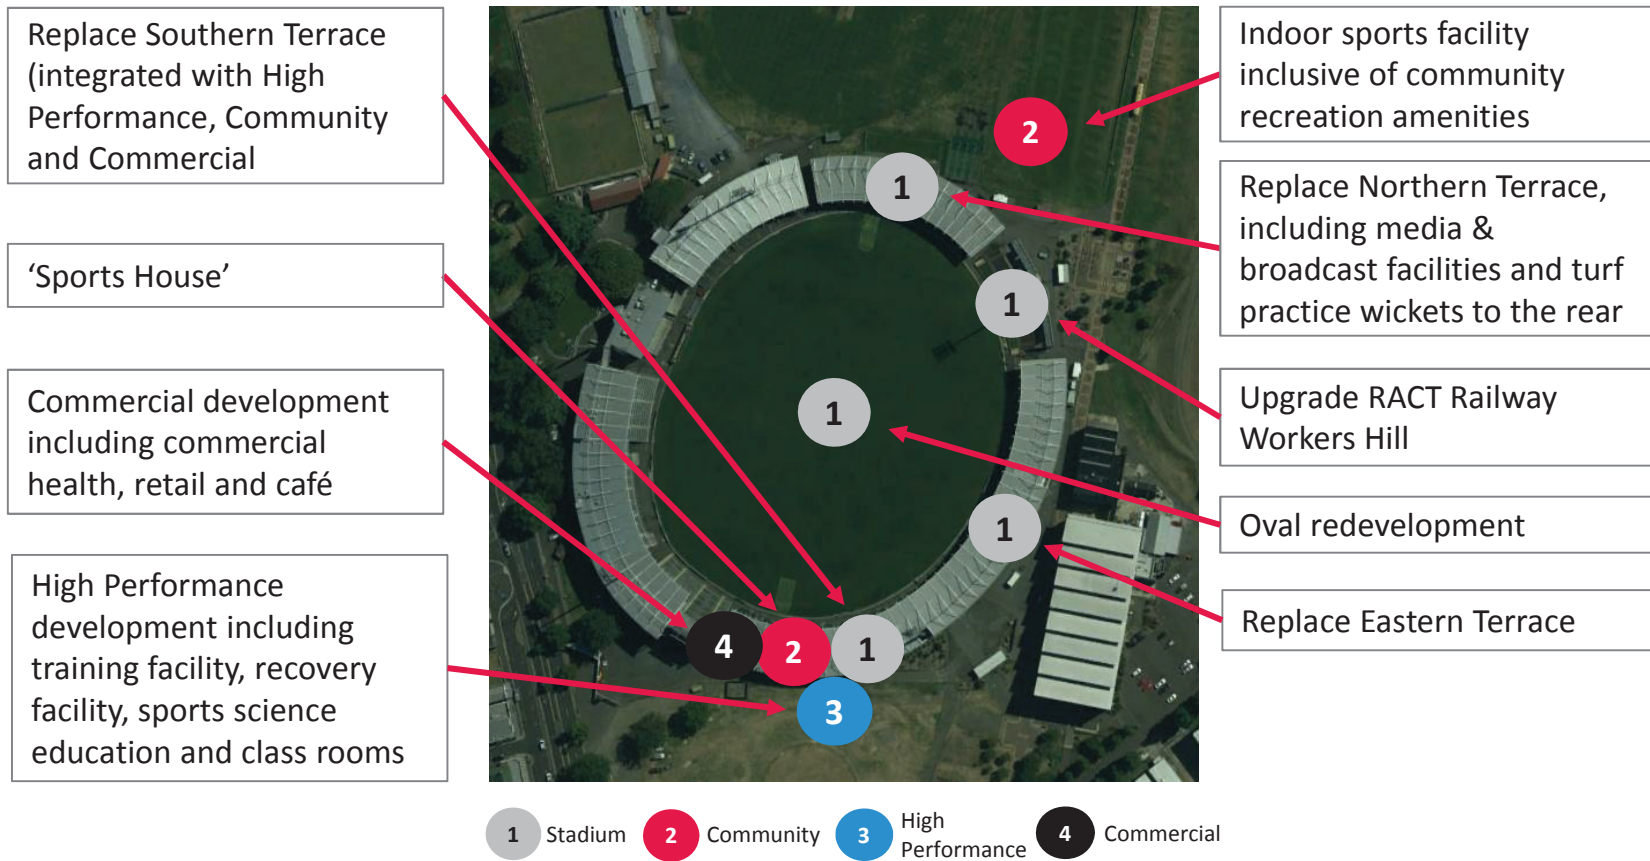 Replace Southern Terrace
(integrated with High
Performance, Community
and Commercial
‘Sports House’
Commercial development
including commercial
health, retail and café
High Performance
development including
training facility, recovery
facility, sports science
education and class rooms
2
1
1
1
1
4
2
1
3
Indoor sports facility
inclusive of community
recreation amenities
Replace Northern Terrace,
including media &
broadcast facilities and turf
practice wickets to the rear
Upgrade RACT Railway
Workers Hill
Oval redevelopment
Replace Eastern Terrace
1 Stadium
2 Community
3 High
Performance
4 Commercial